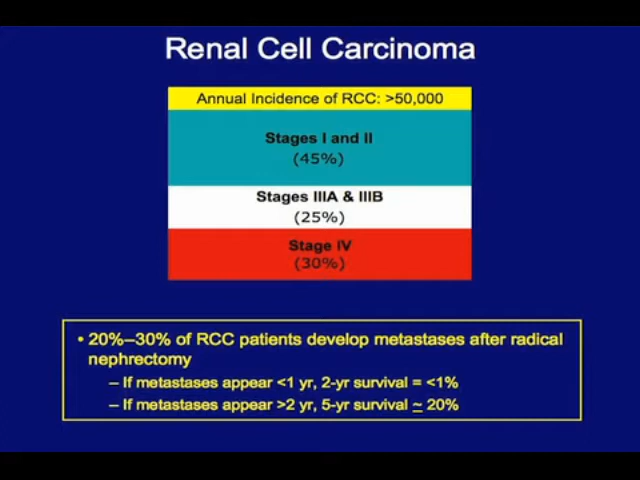 Renal Cell Carcinoma
Annual Incidence of RCC: >50,000
Stages I and II
(45%)
Stages IIIA & IIIB
(25%)
Stage IV
(30%)
• 20%–30% of RCC patients develop metastases after radical
nephrectomy
– If metastases appear <1 yr, 2-yr survival = <1%
– If metastases appear >2 yr, 5-yr survival ~ 20%